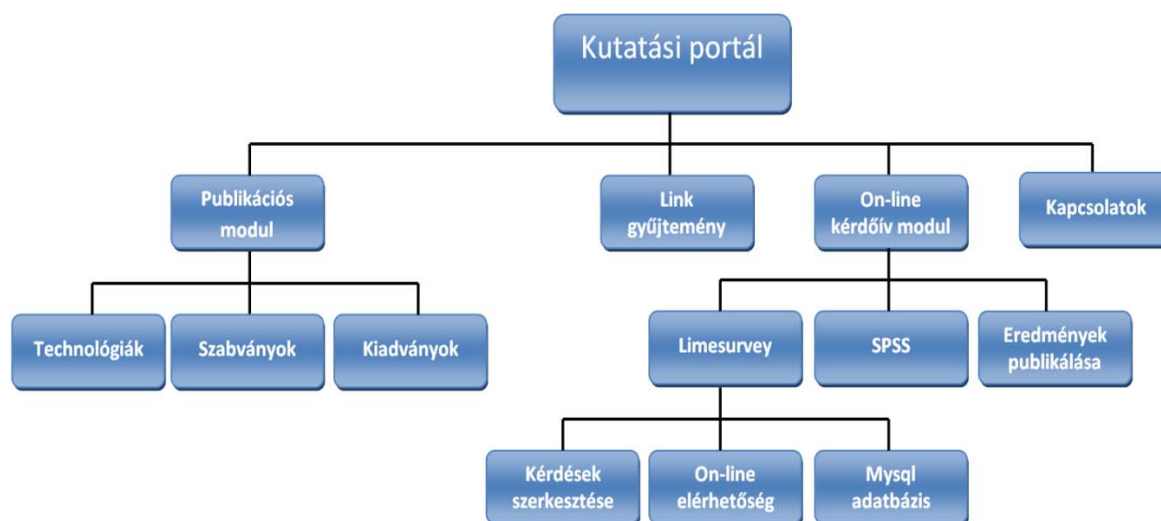 Kutatási portál
Publikációs
modul
Link
gyűjtemény
On-line
kérdőív modul
Kapcsolatok
Technológiák
Szabványok
Kiadványok
Limesurvey
SPSS
Eredmények
publikálása
Kérdések
szerkesztése
On-line
elérhetőség
Mysql
adatbázis